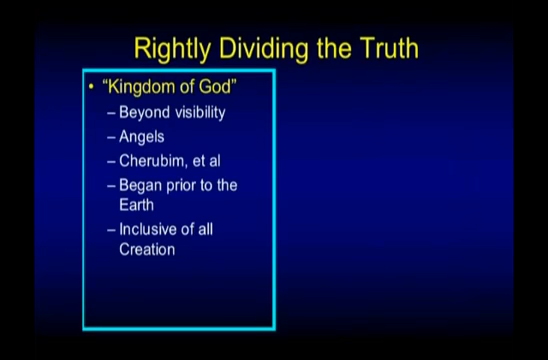 Rightly Dividing the Truth
• “Kingdom of God”
– Beyond visibility
– Angels
– Cherubim, et al
– Began prior to the
Earth
– Inclusive of all
Creation